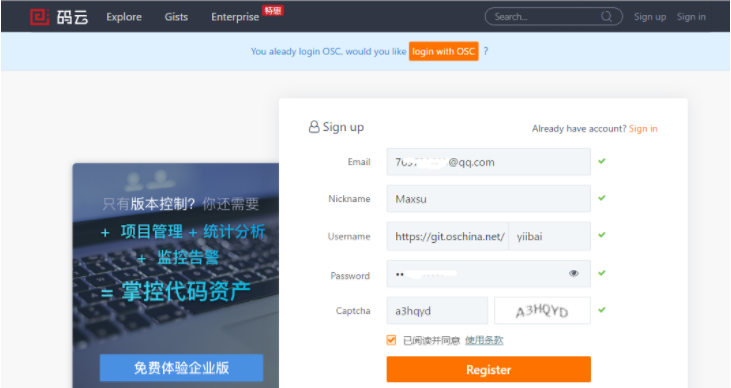 码云 Explore Gists Enterprise 特惠 Search... Sign up Sign in
You aleady login OSC, would you like login with OSC ?
Sign up
Already have account? Sign in
Email @qq.com
Nickname Maxsu
Username https://git.oschina.net/ yiibai
Password ••
Captcha a3hqyd A3HQYD
已阅读并同意 使用条款
Register
只有版本控制? 你还需要
+ 项目管理 + 统计分析
+ 监控告警
= 掌控代码资产
免费体验企业版